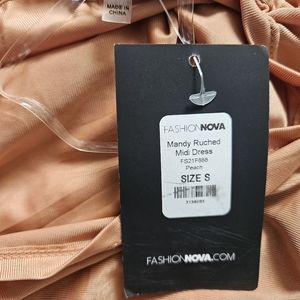 MADE IN
CHINA
FASHIONNOVA
Mandy Ruched
Midi Dress
FS21F888
Peach
SIZE S
FASHIONNOVA.COM